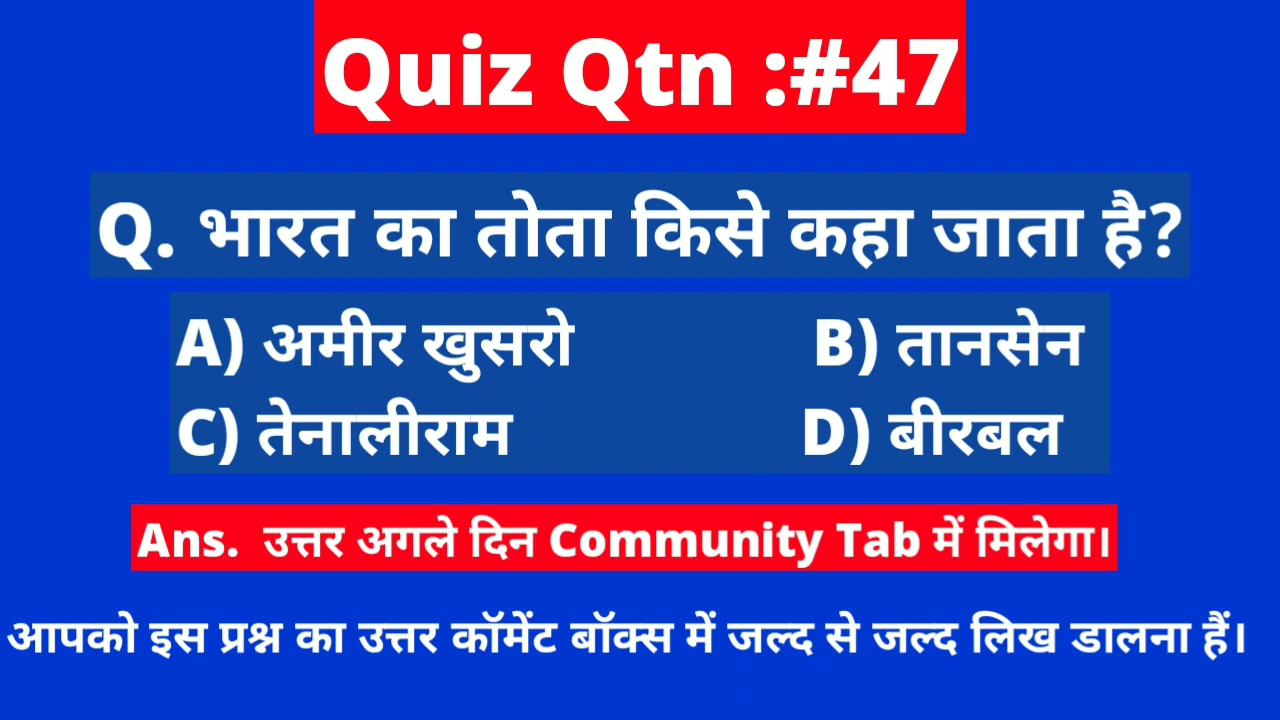 Quiz Qtn :#47
Q. भारत का तोता किसे कहा जाता है?
A) अमीर खुसरो B) तानसेन
C) तेनालीराम D) बीरबल
Ans. उत्तर अगले दिन Community Tab में मिलेगा।
आपको इस प्रश्न का उत्तर कॉमेंट बॉक्स में जल्द से जल्द लिख डालना हैं।